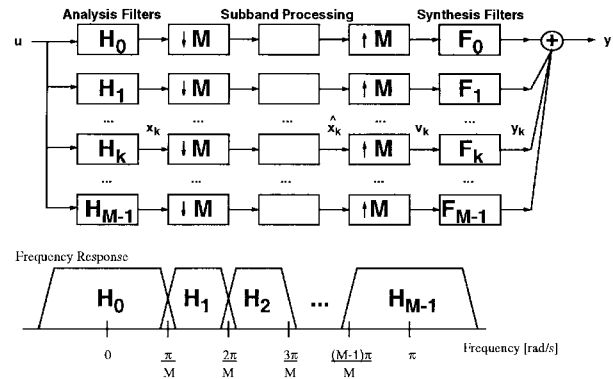 Analysis Filters Subband Processing Synthesis Filters
u H0 ↓ M ↑ M F0 + y
H1 ↓ M ↑ M F1
... xk ... ... x̂k ... vk ... yk
Hk ↓ M ↑ M Fk
... ... ... ... ...
HM-1 ↓ M ↑ M FM-1
Frequency Response
H0 H1 H2 ... HM-1
0 π/M 2π/M 3π/M (M-1)π/M π Frequency [rad/s]